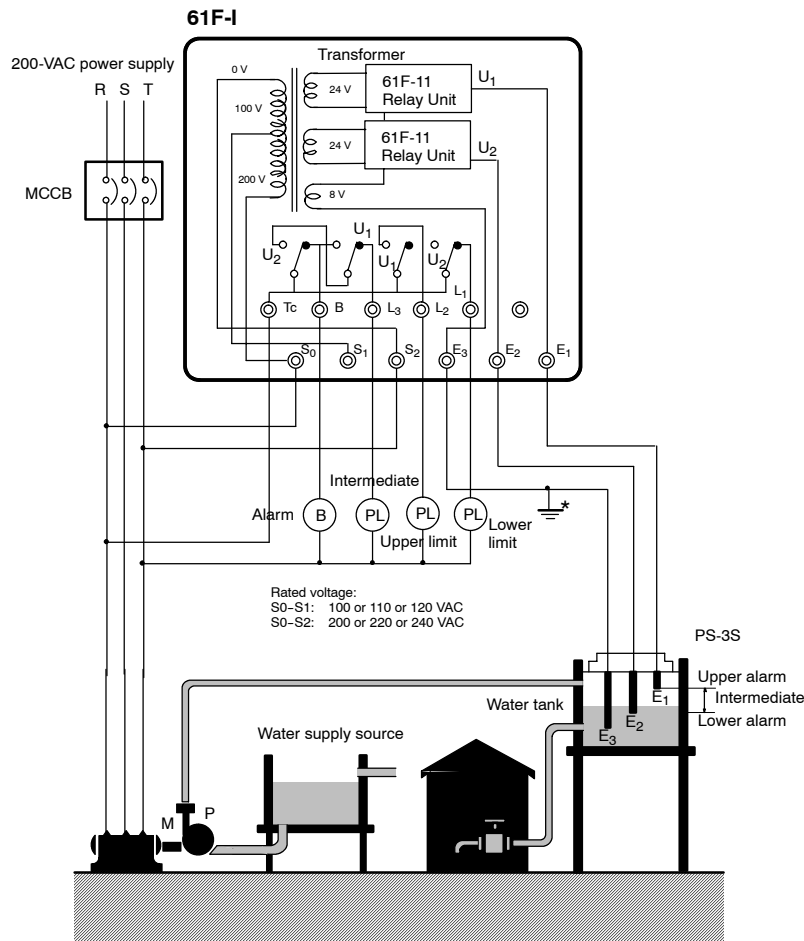 61F-I
200-VAC power supply
R S T
MCCB
Transformer
0 V
100 V
200 V
24 V
61F-11
Relay Unit
U1
24 V
61F-11
Relay Unit
U2
8 V
U2
U1
U1
U2
Tc
B
L3
L2
L1
S0
S1
S2
E3
E2
E1
Alarm
B
Intermediate
PL
PL
Upper limit
PL
Lower
limit
*
Rated voltage:
S0-S1: 100 or 110 or 120 VAC
S0-S2: 200 or 220 or 240 VAC
PS-3S
Upper alarm
Intermediate
Lower alarm
Water tank
E1
E2
E3
Water supply source
M
P